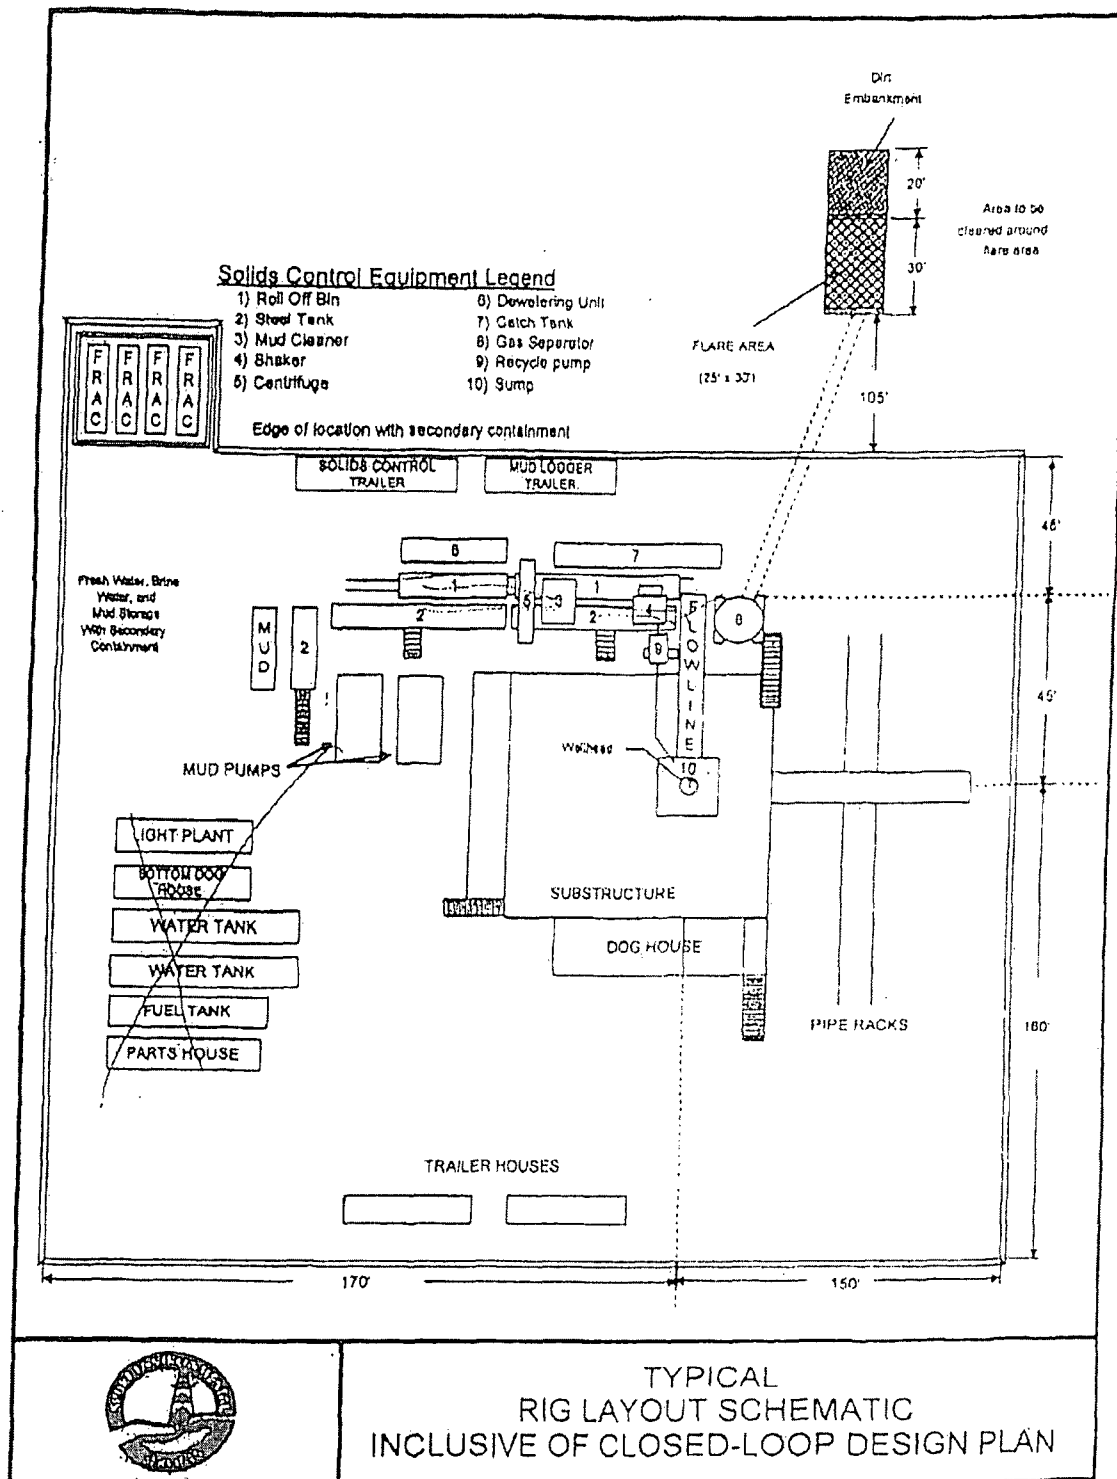 Dirt
Embankment
20'
Area to be
cleared around
flare area
30'
FLARE AREA
(25' x 30')
105'
Solids Control Equipment Legend
1) Roll Off Bin
2) Steel Tank
3) Mud Cleaner
4) Shaker
5) Centrifuge
6) Dewatering Unit
7) Catch Tank
8) Gas Separator
9) Recycle pump
10) Sump
FRAC
FRAC
FRAC
FRAC
Edge of location with secondary containment
SOLIDS CONTROL
TRAILER
MUD LOGGER
TRAILER
45'
6
7
1
1
5
3
4
8
2
2
9
Fresh Water, Brine
Water, and
Mud Storage
With Secondary
Containment
MUD
2
FLOWLINE
45'
Wellhead
10
MUD PUMPS
LIGHT PLANT
BOTTOM DOG
HOUSE
WATER TANK
WATER TANK
FUEL TANK
PARTS HOUSE
SUBSTRUCTURE
DOG HOUSE
PIPE RACKS
180'
TRAILER HOUSES
170'
150'
TYPICAL
RIG LAYOUT SCHEMATIC
INCLUSIVE OF CLOSED-LOOP DESIGN PLAN